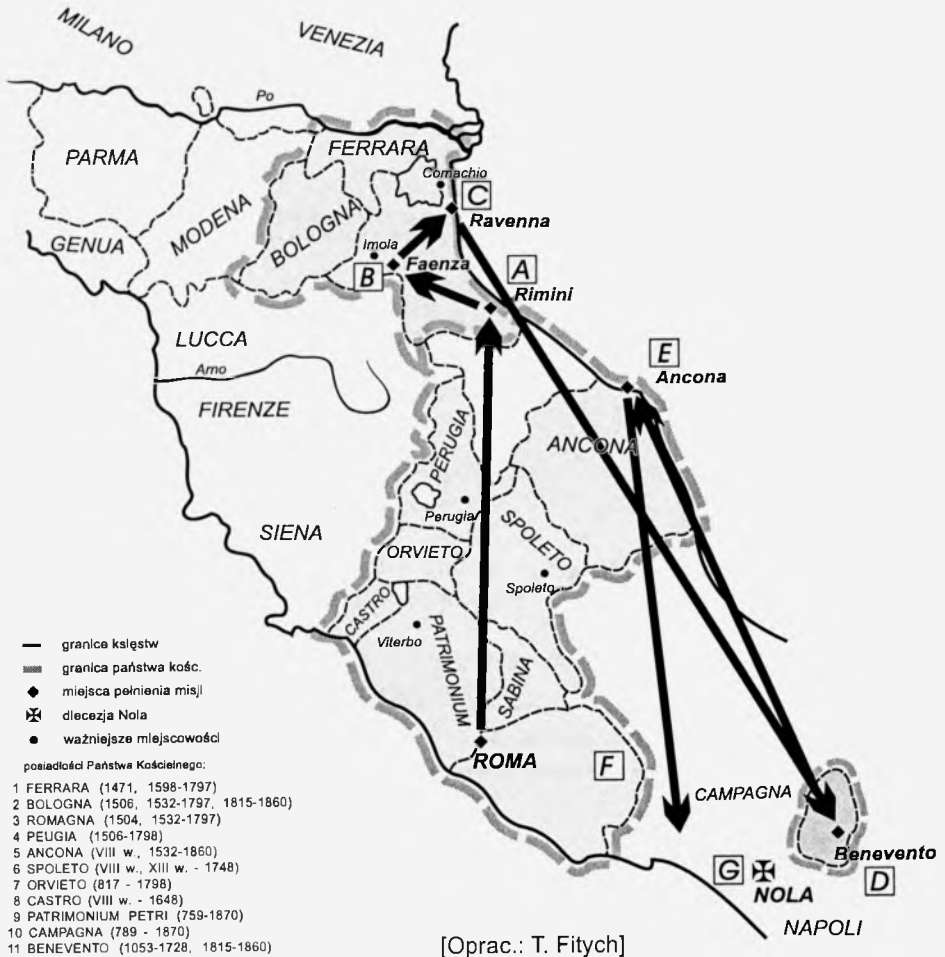 MILANO
VENEZIA
Po
PARMA
FERRARA
Comachio
C
Ravenna
MODENA
BOLOGNA
GENUA
Imola
Faenza
B
A
Rimini
LUCCA
Arno
E
Ancona
FIRENZE
ANCONA
PERUGIA
Perugia
SPOLETO
SIENA
ORVIETO
Spoleto
CASTRO
Viterbo
PATRIMONIUM
SABINA
ROMA
F
CAMPAGNA
Benevento
D
G
NOLA
NAPOLI
granice księstw
granica państwa kośc.
miejsca pełnienia misji
diecezja Nola
ważniejsze miejscowości
posiadłości Państwa Kościelnego:
1 FERRARA (1471, 1598-1797)
2 BOLOGNA (1506, 1532-1797, 1815-1860)
3 ROMAGNA (1504, 1532-1797)
4 PEUGIA (1506-1798)
5 ANCONA (VIII w., 1532-1860)
6 SPOLETO (VIII w., XIII w. - 1748)
7 ORVIETO (817 - 1798)
8 CASTRO (VIII w. - 1648)
9 PATRIMONIUM PETRI (759-1870)
10 CAMPAGNA (789 - 1870)
11 BENEVENTO (1053-1728, 1815-1860)
[Oprac.: T. Fitych]